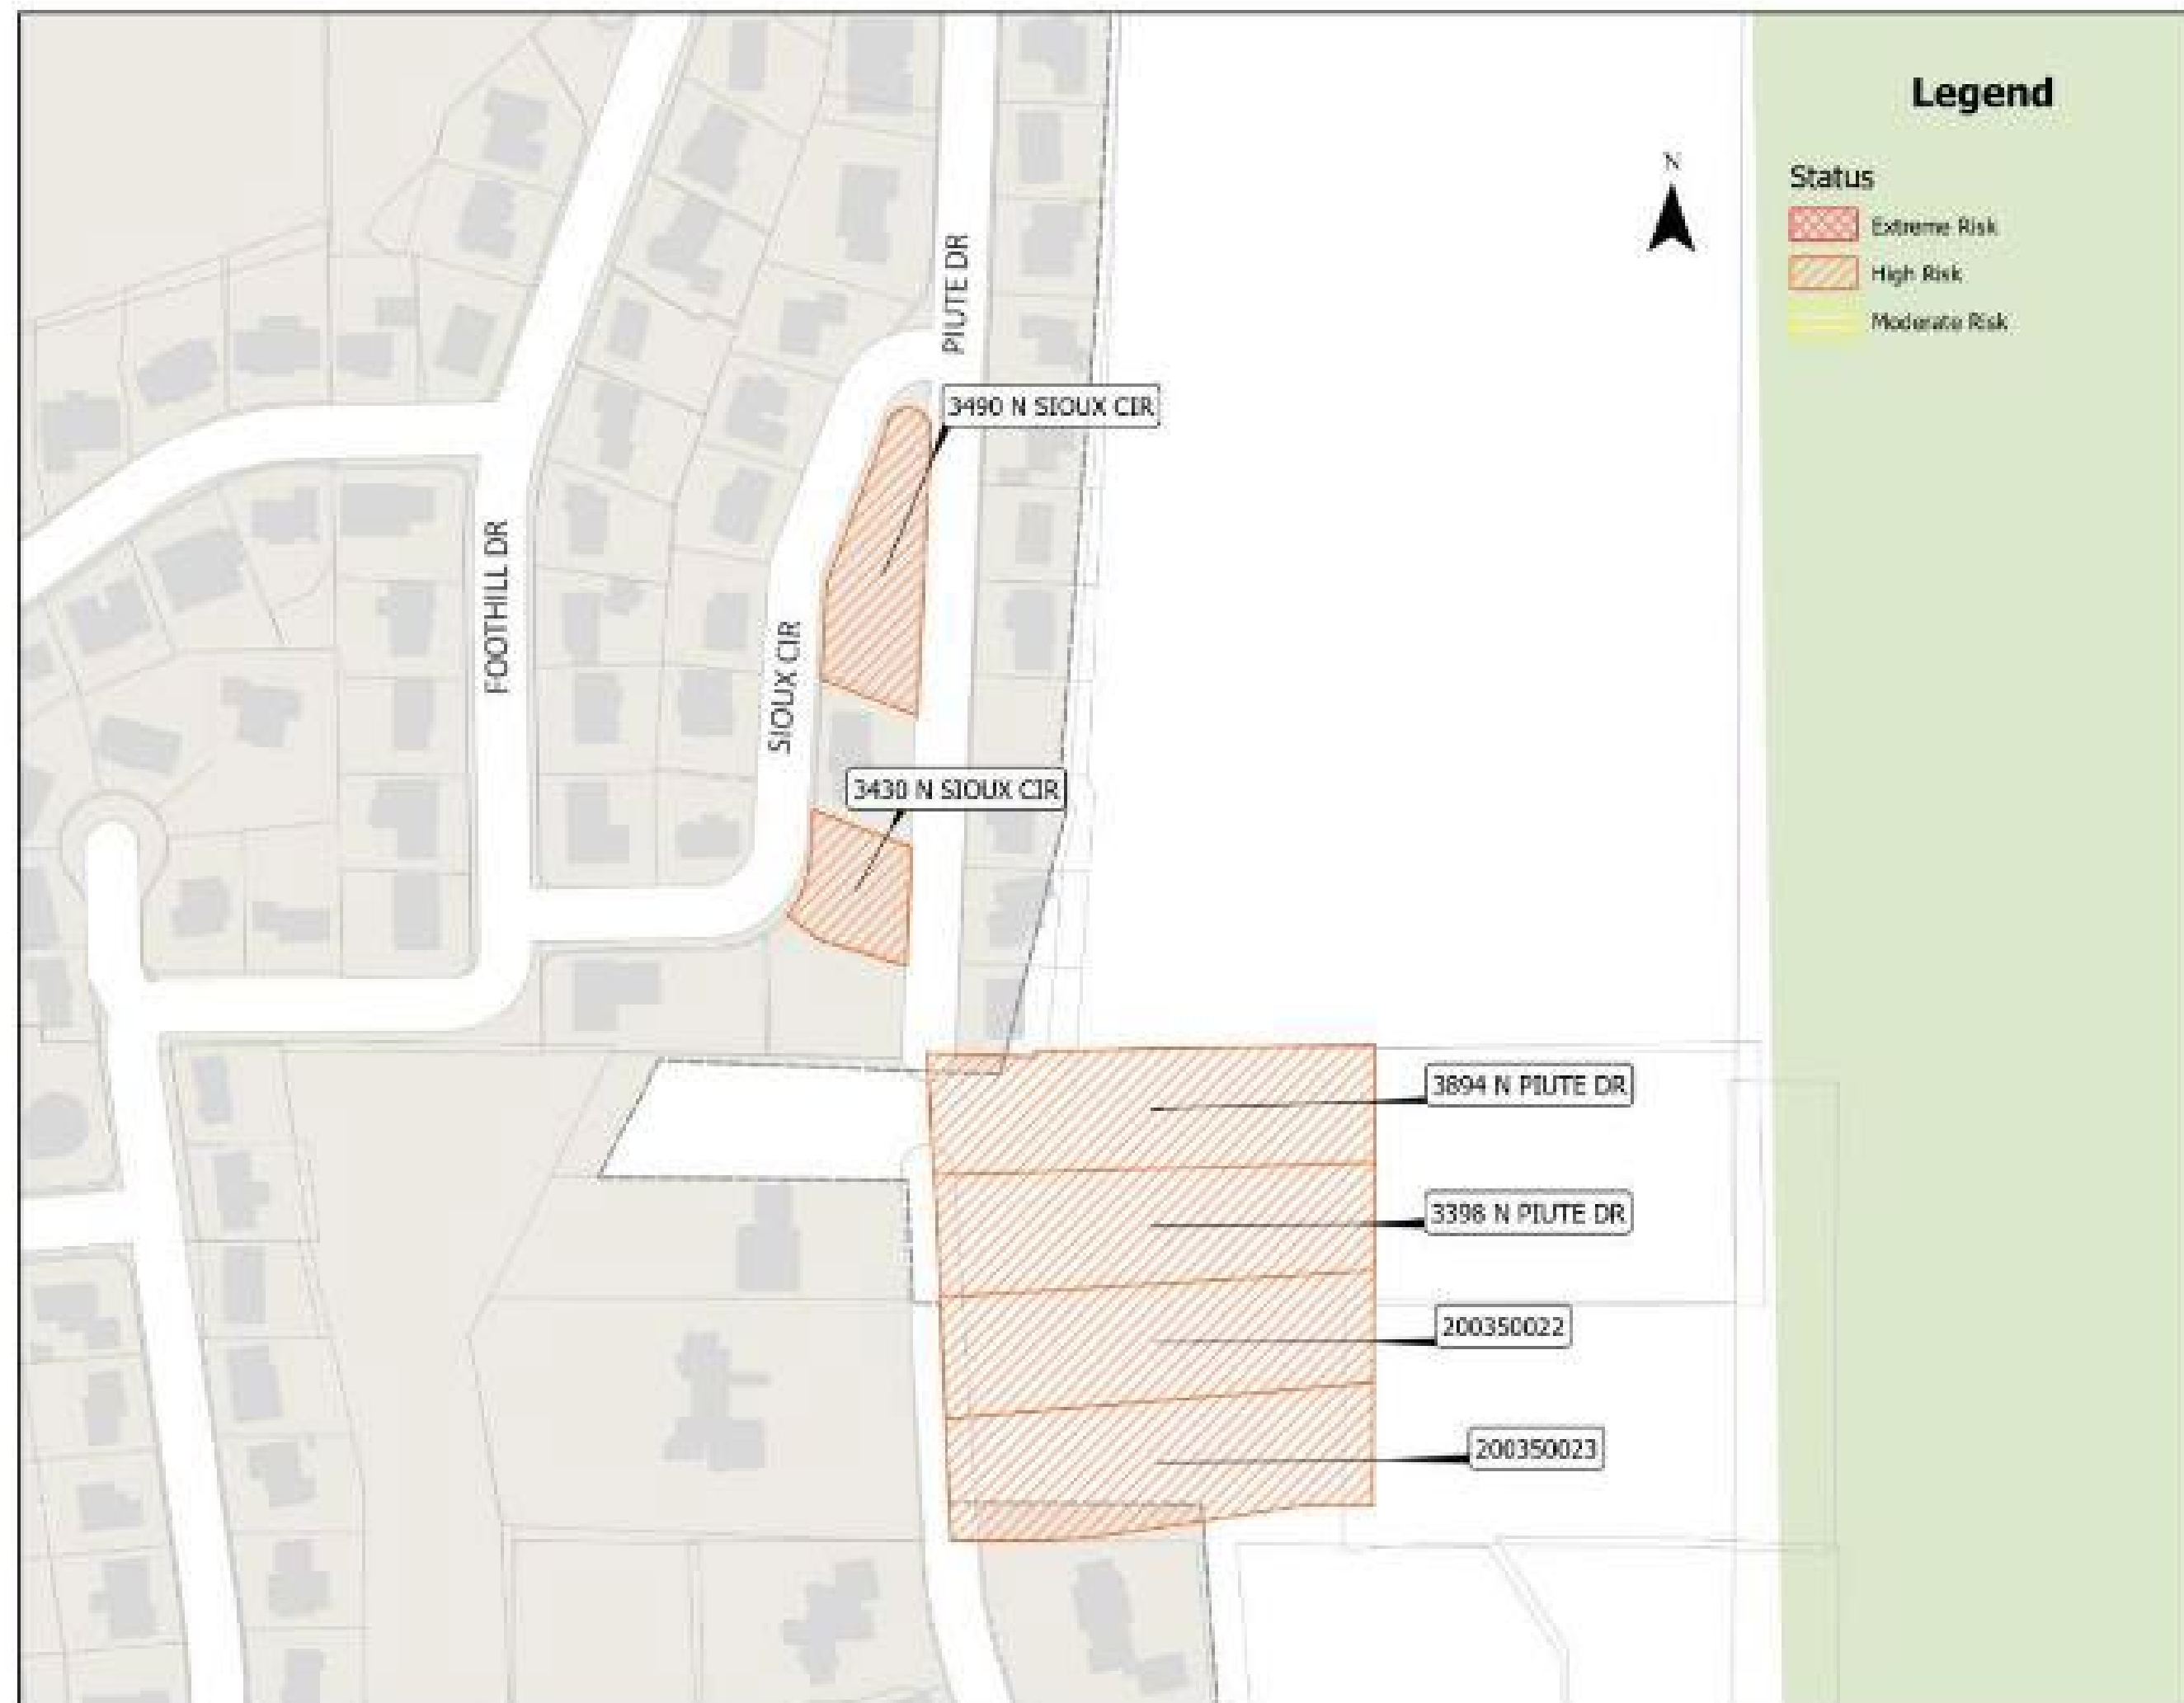 Legend
N
Status
Extreme Risk
High Risk
Moderate Risk
PIUTE DR
3490 N SIOUX CIR
FOOTHILL DR
SIOUX CIR
3430 N SIOUX CIR
3894 N PIUTE DR
3398 N PIUTE DR
200350022
200350023